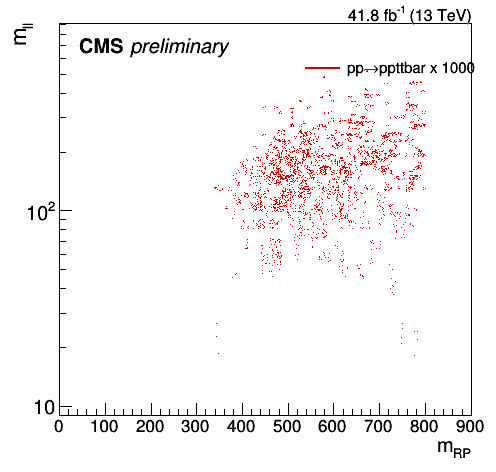 41.8 fb⁻¹ (13 TeV)
CMS preliminary
pp→ppttbar x 1000
m_ll
10²
10
0 100 200 300 400 500 600 700 800 900
m_RP